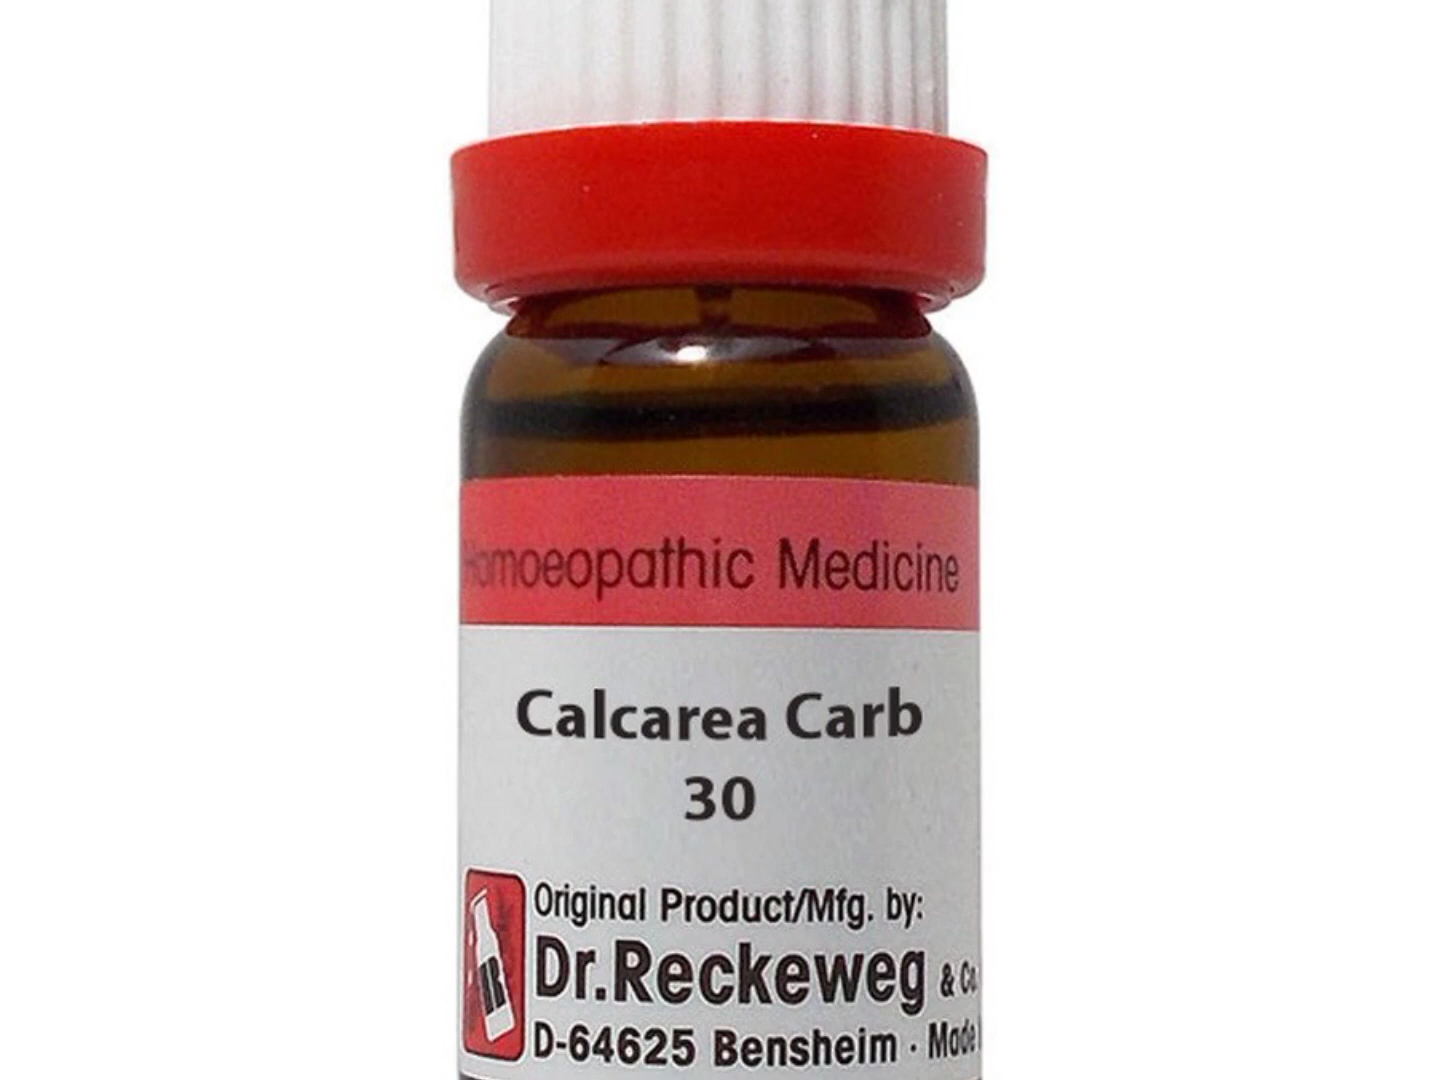 Homoeopathic Medicine
Calcarea Carb
30
Original Product/Mfg. by:
Dr.Reckeweg & Co.
D-64625 Bensheim · Made